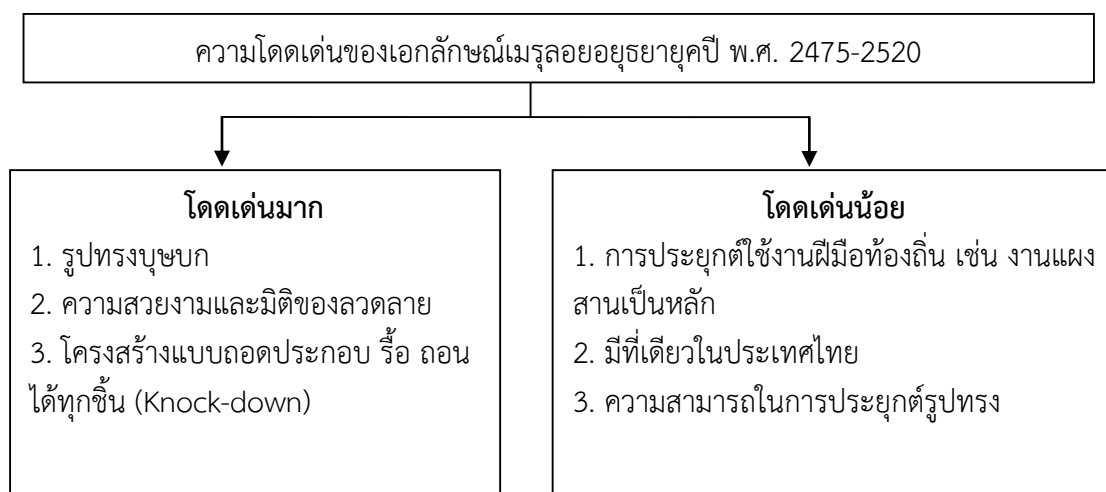 ความโดดเด่นของเอกลักษณ์เมรุลอยอยุธยายุคปี พ.ศ. 2475-2520
โดดเด่นมาก
1. รูปทรงบุษบก
2. ความสวยงามและมิติของลวดลาย
3. โครงสร้างแบบถอดประกอบ รื้อ ถอน
ได้ทุกชิ้น (Knock-down)
โดดเด่นน้อย
1. การประยุกต์ใช้งานฝีมือท้องถิ่น เช่น งานแผง
สานเป็นหลัก
2. มีที่เดียวในประเทศไทย
3. ความสามารถในการประยุกต์รูปทรง